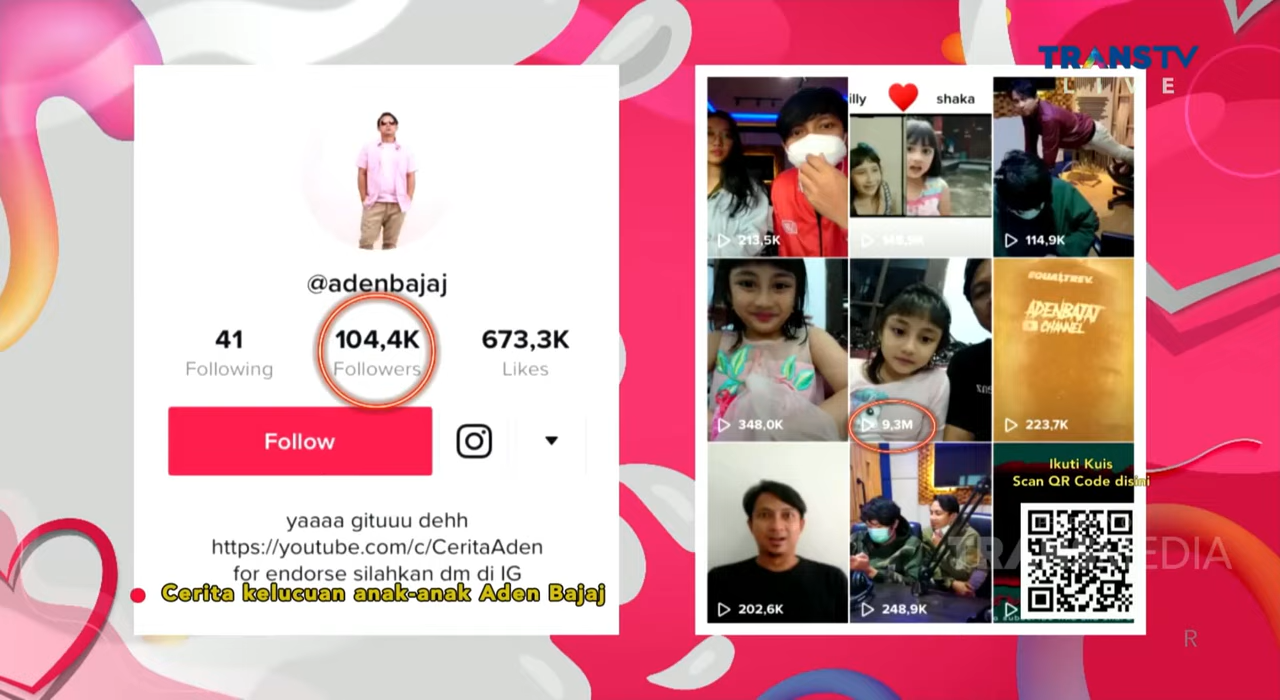 TRANSTV
LIVE
@adenbajaj
41
Following
104,4K
Followers
673,3K
Likes
Follow
yaaaa gituuu dehh
https://youtube.com/c/CeritaAden
for endorse silahkan dm di IG
Cerita kelucuan anak-anak Aden Bajaj
illy
shaka
213,5K
114,9K
348,0K
9,3M
ADENBAJAJ
CHANNEL
223,7K
202,6K
248,9K
Ikuti Kuis
Scan QR Code disini
R